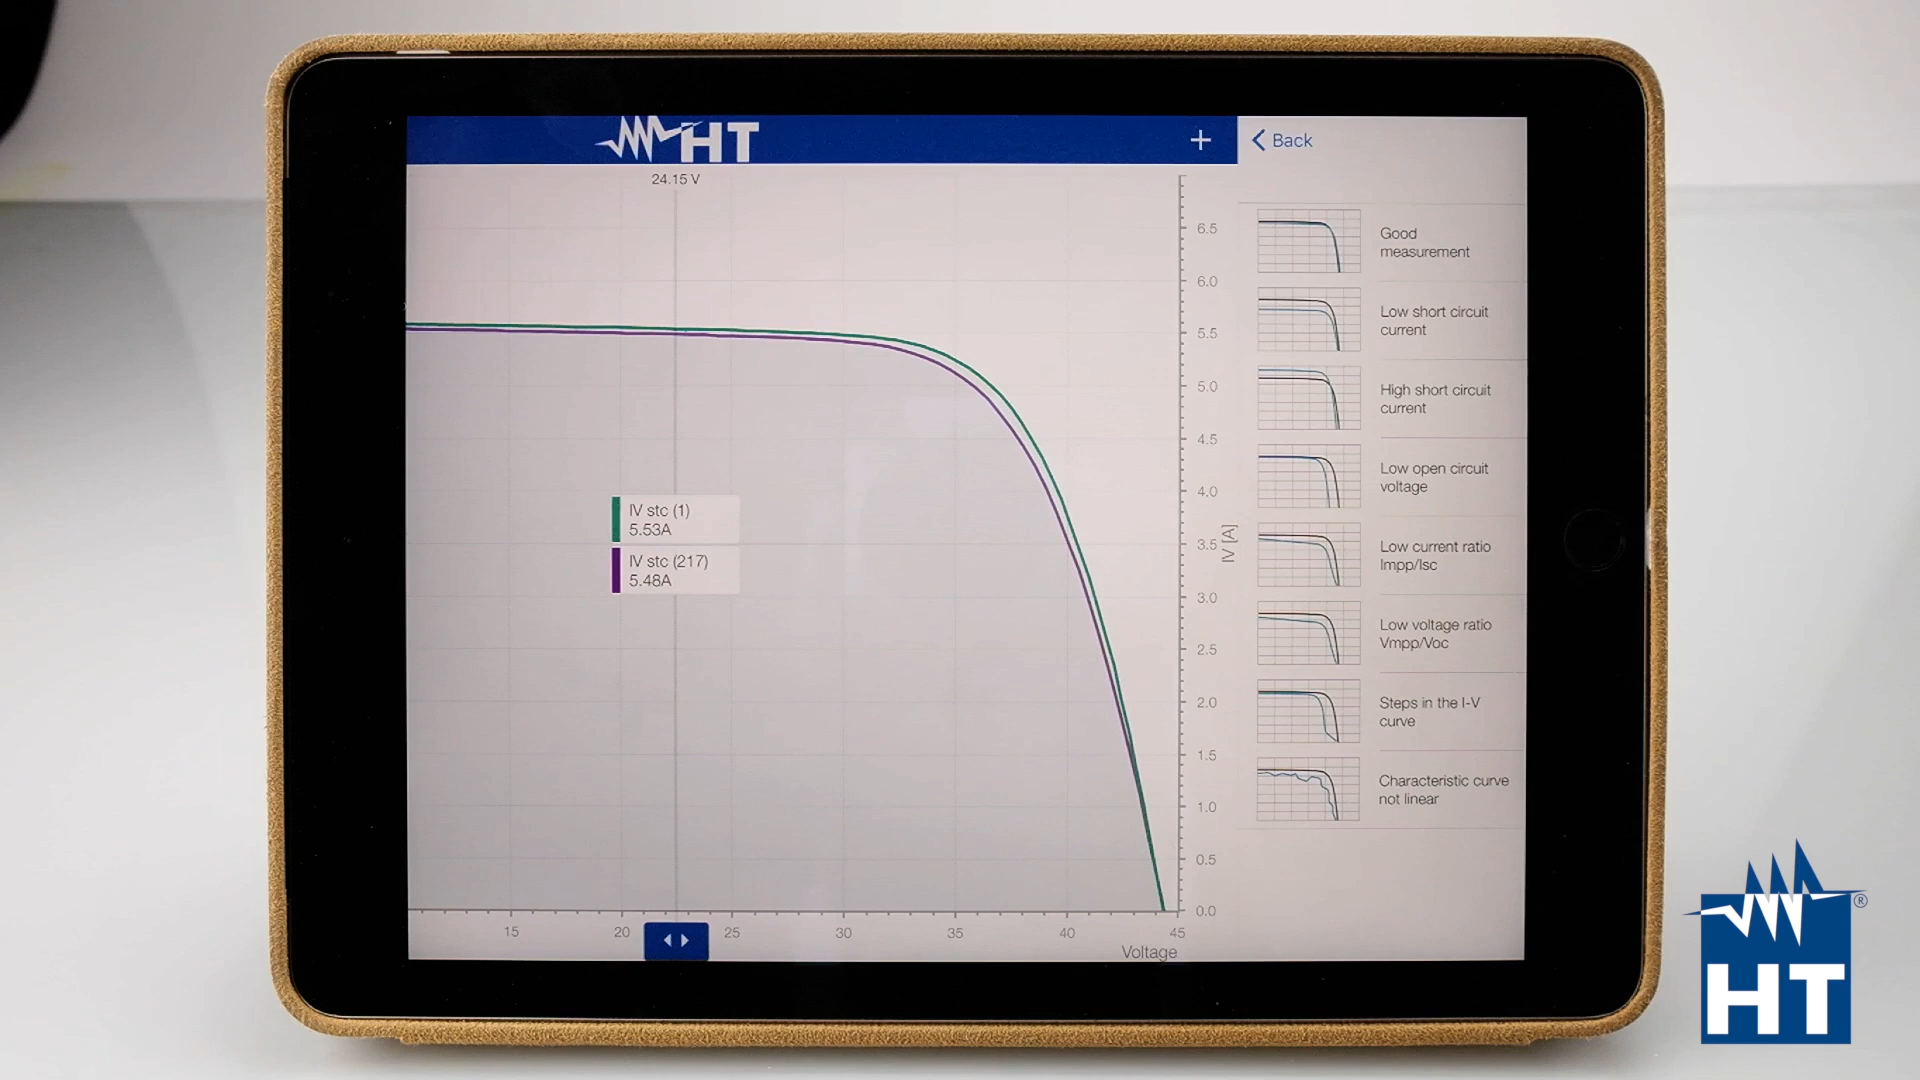 HT
+
Back
24.15 V
6.5
6.0
5.5
5.0
4.5
4.0
3.5
3.0
2.5
2.0
1.5
1.0
0.5
0.0
IV [A]
IV stc (1)
5.53A
IV stc (217)
5.48A
15
20
25
30
35
40
45
Voltage
Good
measurement
Low short circuit
current
High short circuit
current
Low open circuit
voltage
Low current ratio
Impp/Isc
Low voltage ratio
Vmpp/Voc
Steps in the I-V
curve
Characteristic curve
not linear
®
HT